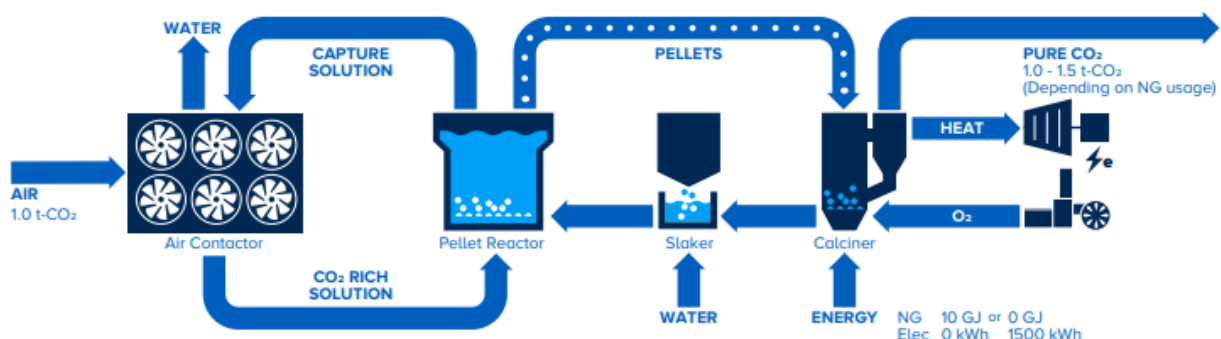 WATER
CAPTURE
SOLUTION
PELLETS
PURE CO₂
1.0 - 1.5 t-CO₂
(Depending on NG usage)
HEAT
e
AIR
1.0 t-CO₂
O₂
Air Contactor
Pellet Reactor
Slaker
Calciner
CO₂ RICH
SOLUTION
WATER
ENERGY
NG 10 GJ or 0 GJ
Elec 0 kWh 1500 kWh